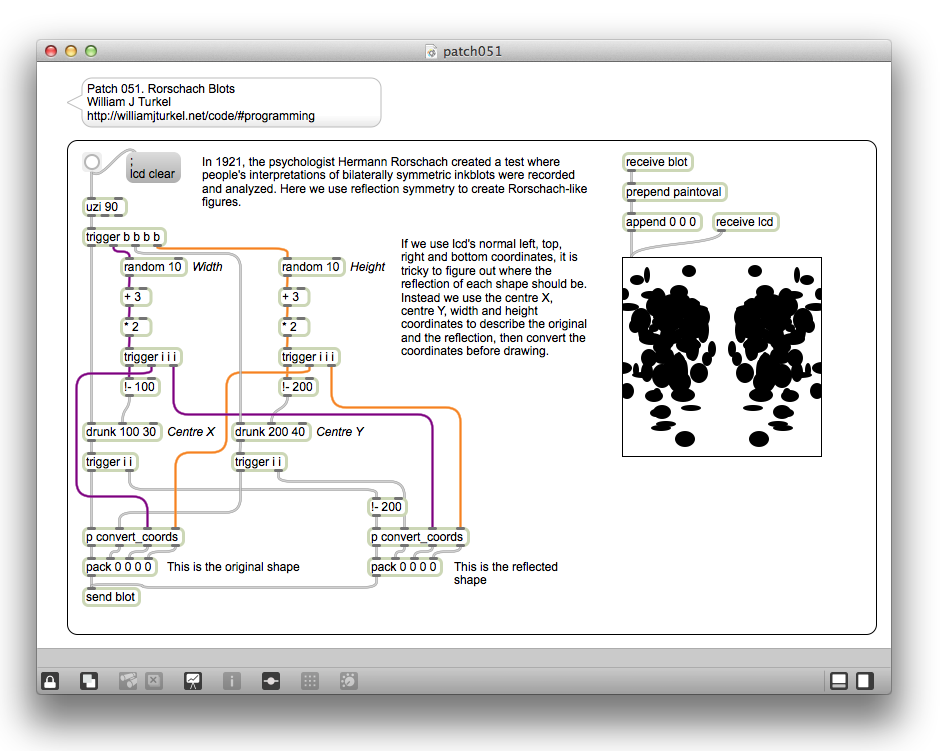 patch051
Patch 051. Rorschach Blots
William J Turkel
http://williamjturkel.net/code/#programming
;
lcd clear
In 1921, the psychologist Hermann Rorschach created a test where
people's interpretations of bilaterally symmetric inkblots were recorded
and analyzed. Here we use reflection symmetry to create Rorschach-like
figures.
receive blot
prepend paintoval
append 0 0 0
receive lcd
uzi 90
trigger b b b b
random 10
Width
random 10
Height
If we use lcd's normal left, top,
right and bottom coordinates, it is
tricky to figure out where the
reflection of each shape should be.
Instead we use the centre X,
centre Y, width and height
coordinates to describe the original
and the reflection, then convert the
coordinates before drawing.
+ 3
+ 3
* 2
* 2
trigger i i i
trigger i i i
!- 100
!- 200
drunk 100 30
Centre X
drunk 200 40
Centre Y
trigger i i
trigger i i
!- 200
p convert_coords
p convert_coords
pack 0 0 0 0
This is the original shape
pack 0 0 0 0
This is the reflected
shape
send blot